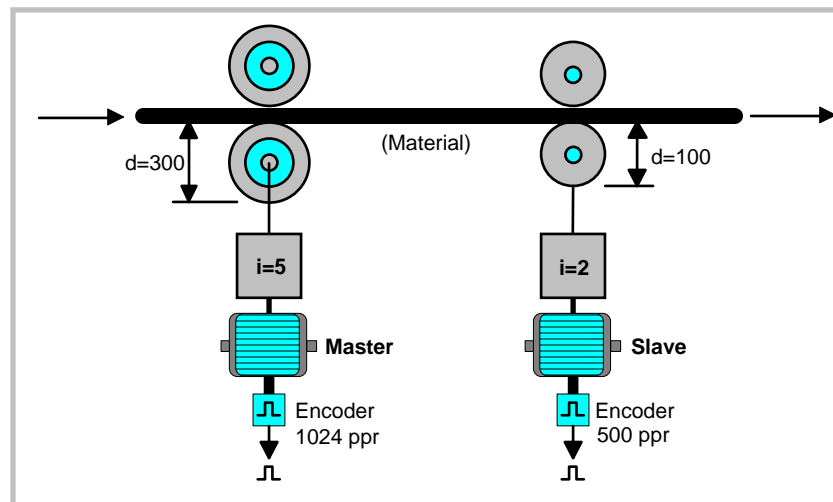 (Material)
d=300
d=100
i=5
i=2
Master
Slave
Encoder
1024 ppr
Encoder
500 ppr